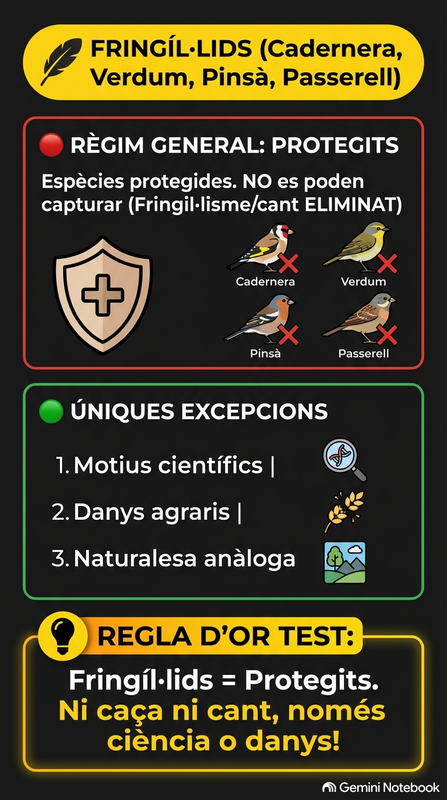 FRINGÍL·LIDS (Cadernera,
Verdum, Pinsà, Passerell)
RÈGIM GENERAL: PROTEGITS
Espècies protegides. NO es poden
capturar (Fringil·lisme/cant ELIMINAT)
Cadernera
Verdum
Pinsà
Passerell
ÚNIQUES EXCEPCIONS
1. Motius científics |
2. Danys agraris |
3. Naturalesa anàloga
REGLA D'OR TEST:
Fringíl·lids = Protegits.
Ni caça ni cant, només
ciència o danys!
Gemini Notebook